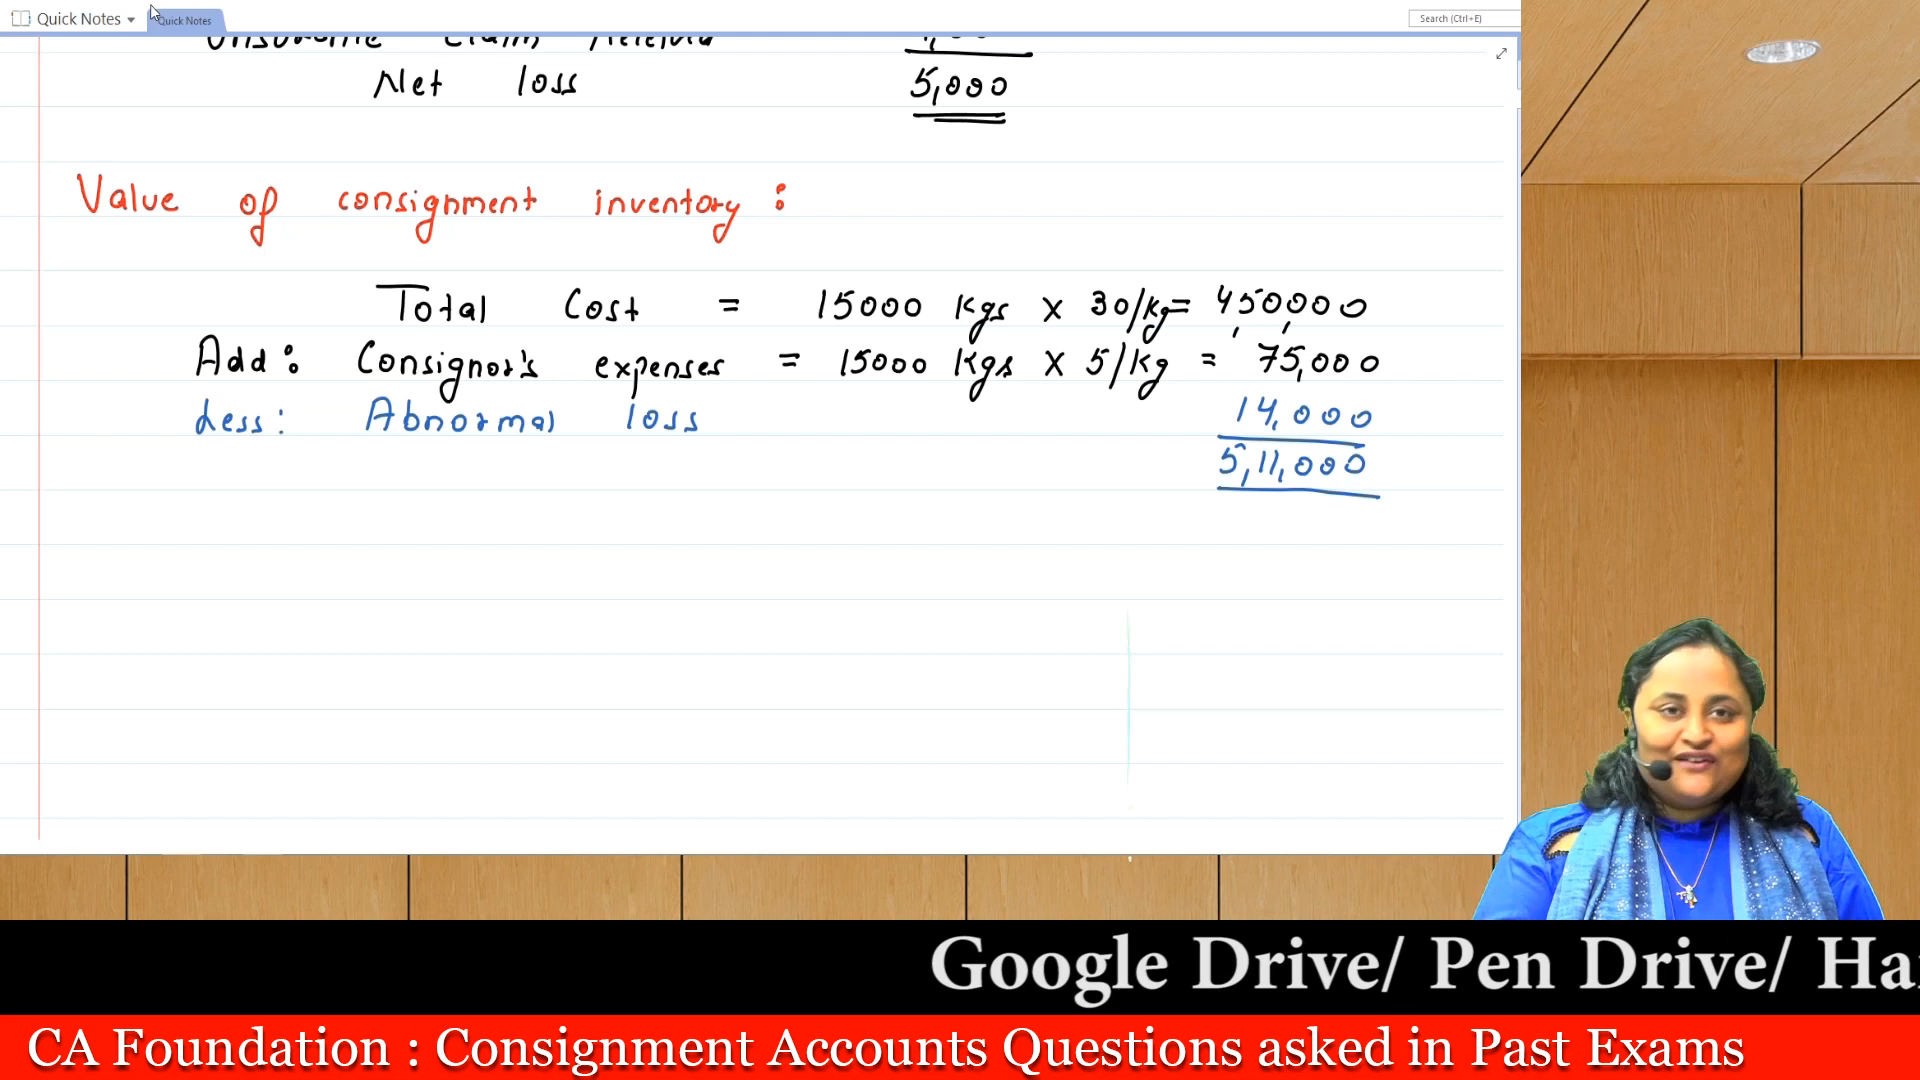 Quick Notes
Quick Notes
Search (Ctrl+E)
Claim
Net loss 5,000
Value of consignment inventory :
Total Cost = 15000 Kgs x 30/kg= 450000
Add: Consignor's expenses = 15000 Kgs x 5/kg = 75,000
Less: Abnormal loss 14,000
5,11,000
Google Drive/ Pen Drive/ Ha
CA Foundation : Consignment Accounts Questions asked in Past Exams